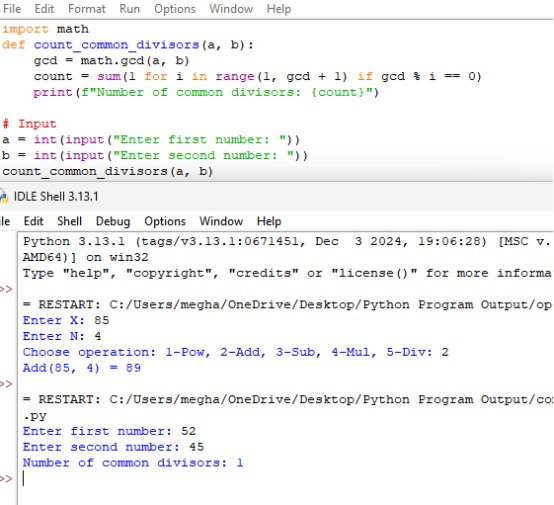 File Edit Format Run Options Window Help
import math
def count_common_divisors(a, b):
    gcd = math.gcd(a, b)
    count = sum(1 for i in range(1, gcd + 1) if gcd % i == 0)
    print(f"Number of common divisors: {count}")
# Input
a = int(input("Enter first number: "))
b = int(input("Enter second number: "))
count_common_divisors(a, b)
IDLE Shell 3.13.1
Edit Shell Debug Options Window Help
Python 3.13.1 (tags/v3.13.1:0671451, Dec 3 2024, 19:06:28) [MSC v.
AMD64)] on win32
Type "help", "copyright", "credits" or "license()" for more
>>
= RESTART: C:/Users/megha/OneDrive/Desktop/Python Program
Enter X: 85
Enter N: 4
Choose operation: 1-Pow, 2-Add, 3-Sub, 4-Mul, 5-Div: 2
Add(85, 4) = 89
>>
= RESTART: C:/Users/megha/OneDrive/Desktop/Python Program
.py
Enter first number: 52
Enter second number: 45
Number of common divisors: 1
>>